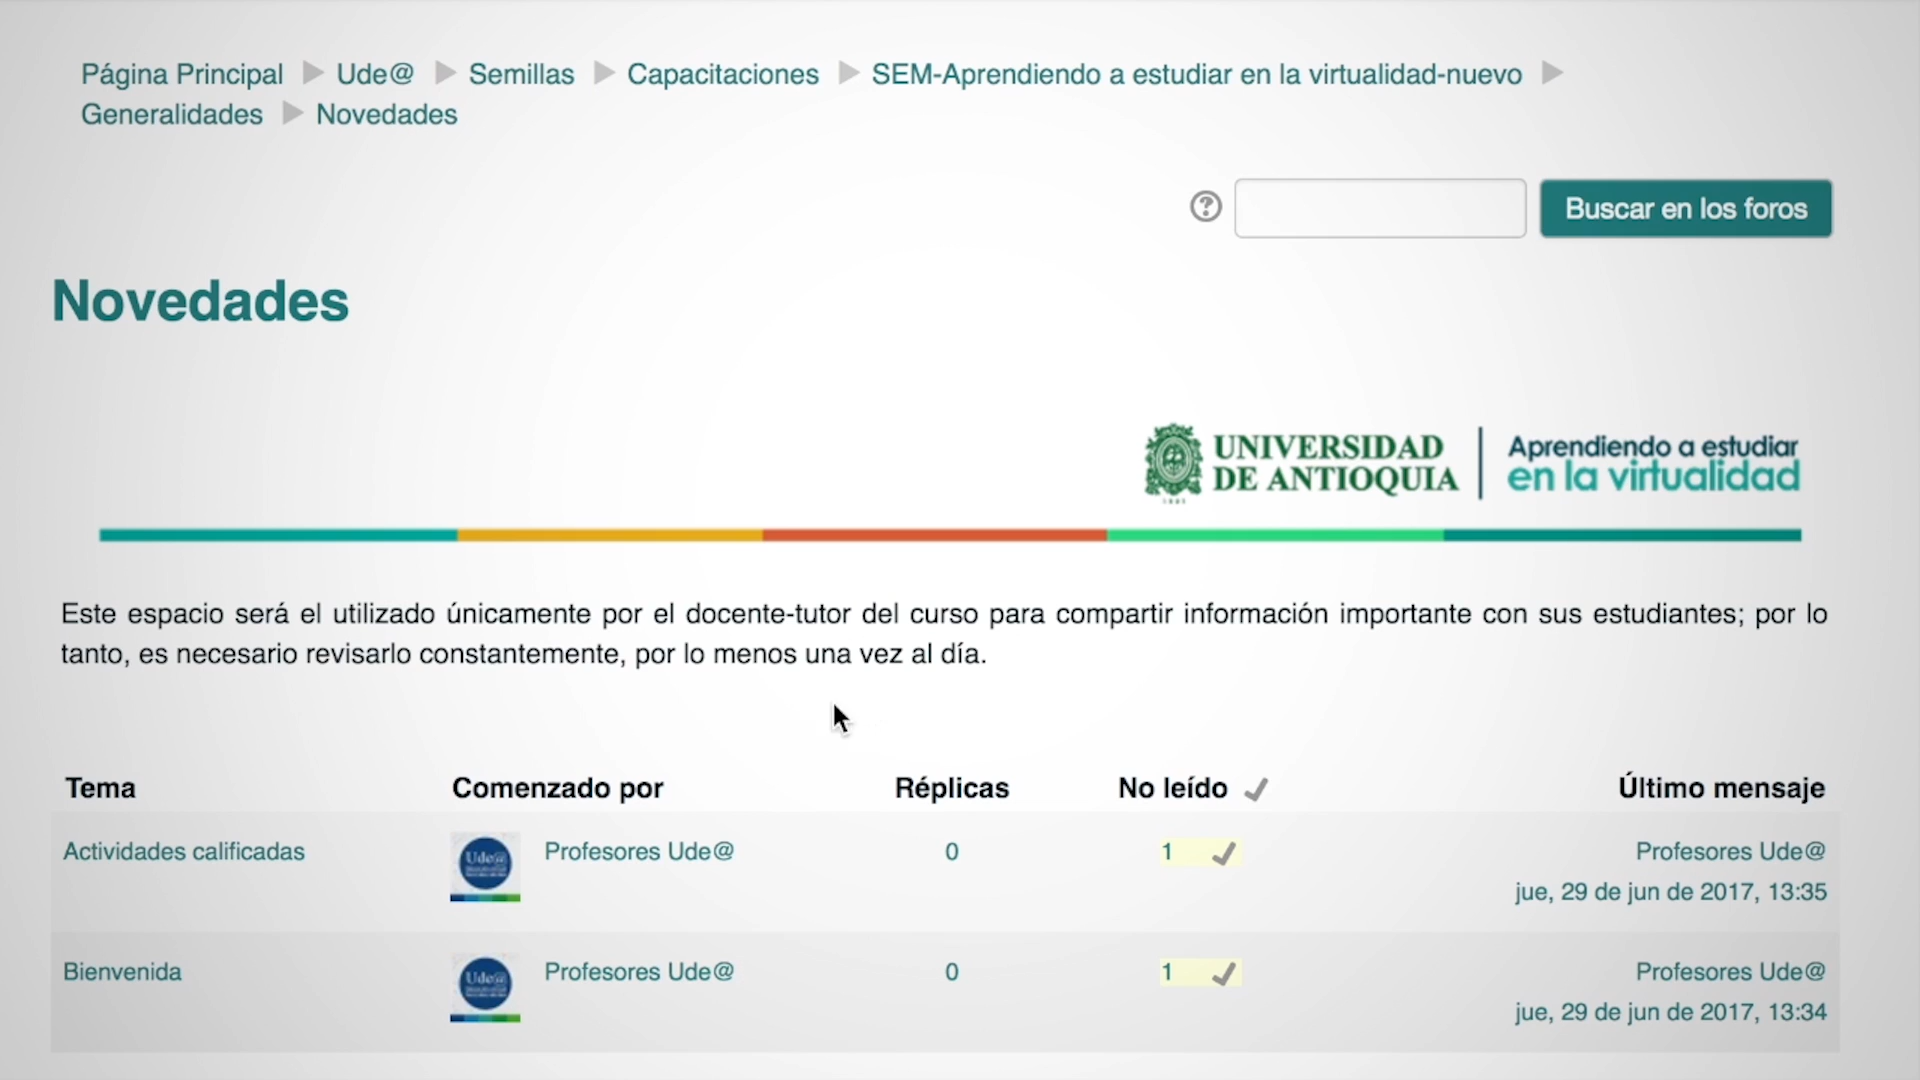 Página Principal Ude@ Semillas Capacitaciones SEM-Aprendiendo a estudiar en la virtualidad-nuevo
Generalidades Novedades
Buscar en los foros
Novedades
UNIVERSIDAD
DE ANTIOQUIA
1803
Aprendiendo a estudiar
en la virtualidad
Este espacio será el utilizado únicamente por el docente-tutor del curso para compartir información importante con sus estudiantes; por lo
tanto, es necesario revisarlo constantemente, por lo menos una vez al día.
Tema Comenzado por Réplicas No leído Último mensaje
Actividades calificadas Ude@ Profesores Ude@ 0 1 Profesores Ude@
jue, 29 de jun de 2017, 13:35
Bienvenida Ude@ Profesores Ude@ 0 1 Profesores Ude@
jue, 29 de jun de 2017, 13:34